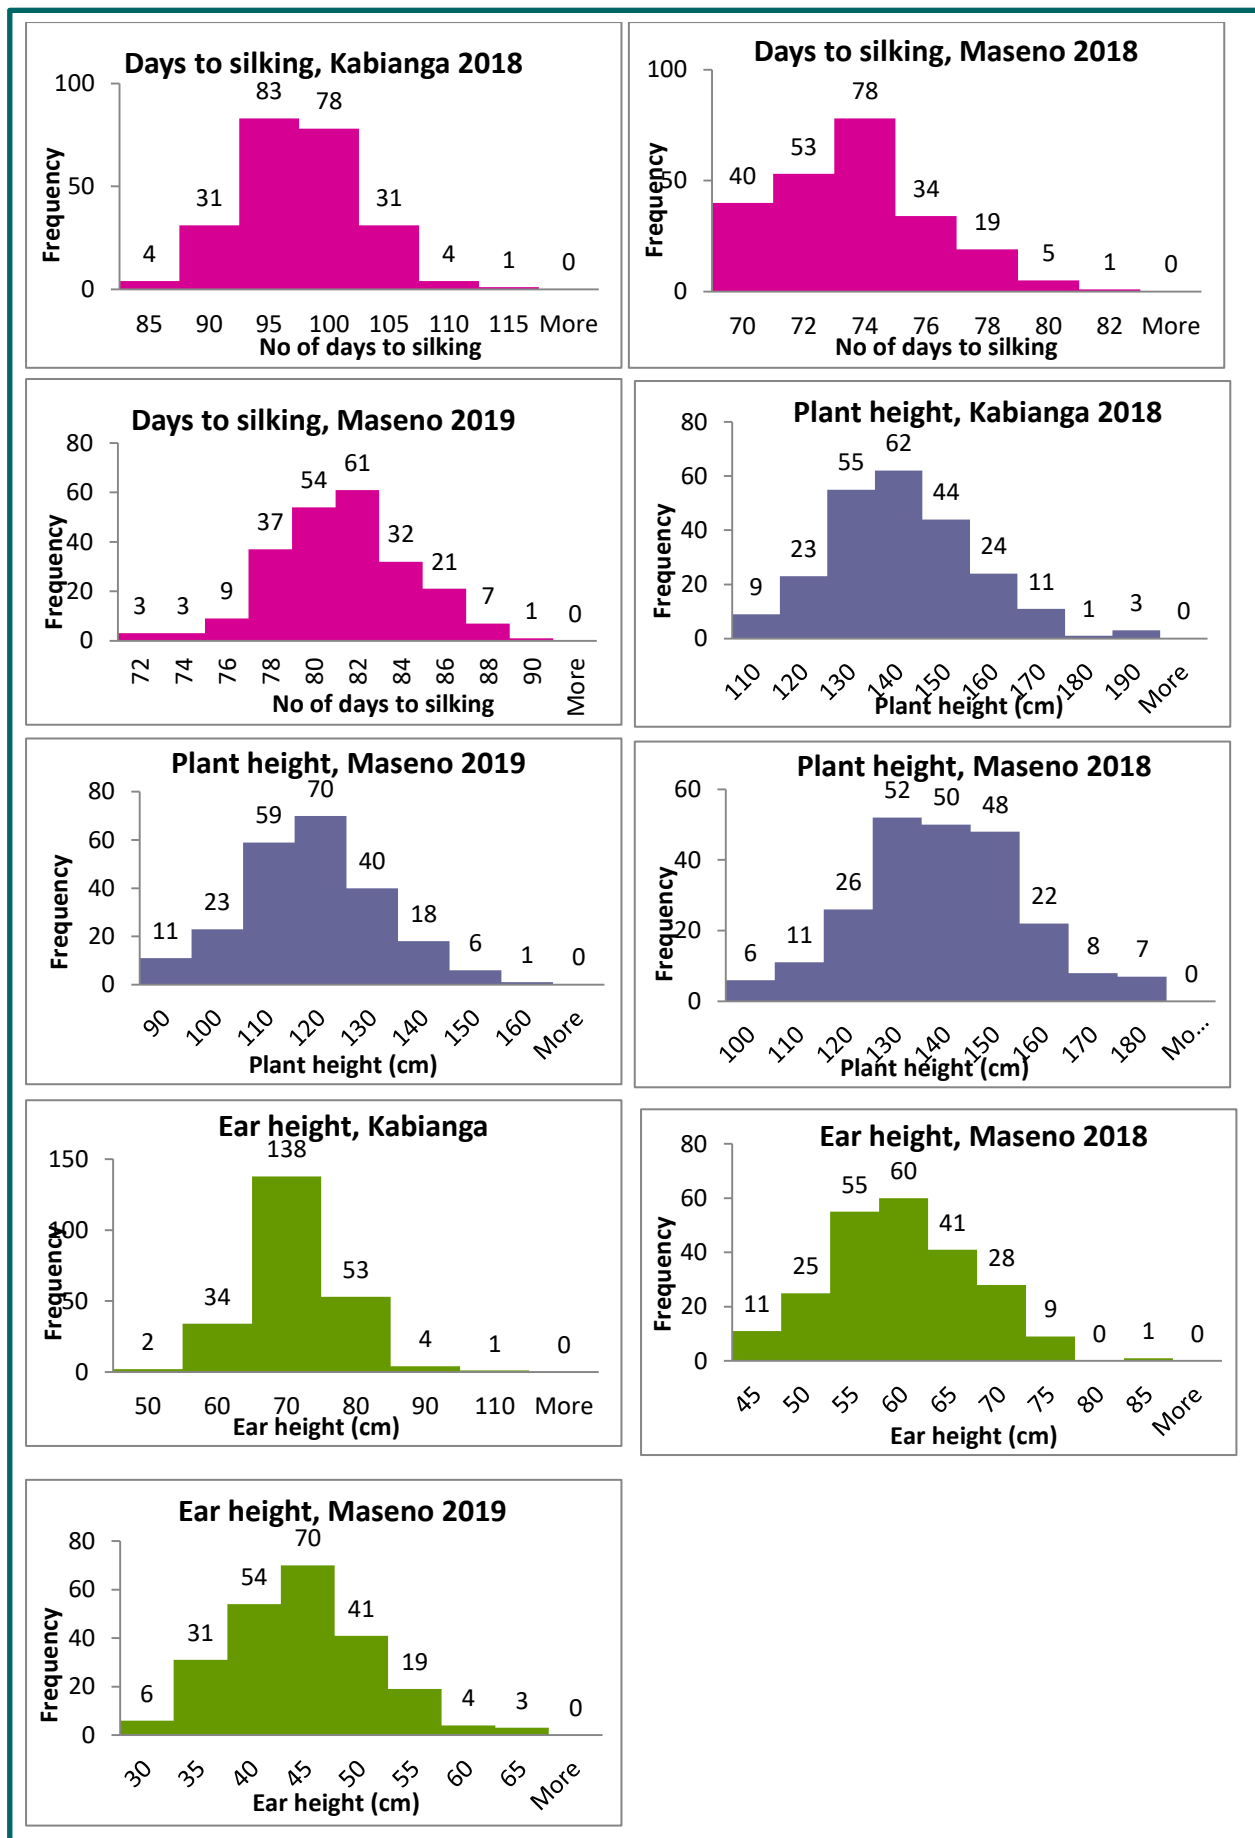 Days to silking, Kabianga 2018
100
50
0
Frequency
4 31 83 78 31 4 1 0
85 90 95 100 105 110 115 More
No of days to silking
Days to silking, Maseno 2018
100
50
0
Frequency
40 53 78 34 19 5 1 0
70 72 74 76 78 80 82 More
No of days to silking
Days to silking, Maseno 2019
80
60
40
20
0
Frequency
3 3 9 37 54 61 32 21 7 1 0
72 74 76 78 80 82 84 86 88 90 More
No of days to silking
Plant height, Kabianga 2018
80
60
40
20
0
Frequency
9 23 55 62 44 24 11 1 3 0
110 120 130 140 150 160 170 180 190 More
Plant height (cm)
Plant height, Maseno 2019
80
60
40
20
0
Frequency
11 23 59 70 40 18 6 1 0
90 100 110 120 130 140 150 160 More
Plant height (cm)
Plant height, Maseno 2018
60
40
20
0
Frequency
6 11 26 52 50 48 22 8 7 0
100 110 120 130 140 150 160 170 180 Mo...
Plant height (cm)
Ear height, Kabianga
150
100
50
0
Frequency
2 34 138 53 4 1 0
50 60 70 80 90 110 More
Ear height (cm)
Ear height, Maseno 2018
80
60
40
20
0
Frequency
11 25 55 60 41 28 9 0 1 0
45 50 55 60 65 70 75 80 85 More
Ear height (cm)
Ear height, Maseno 2019
80
60
40
20
0
Frequency
6 31 54 70 41 19 4 3 0
30 35 40 45 50 55 60 65 More
Ear height (cm)